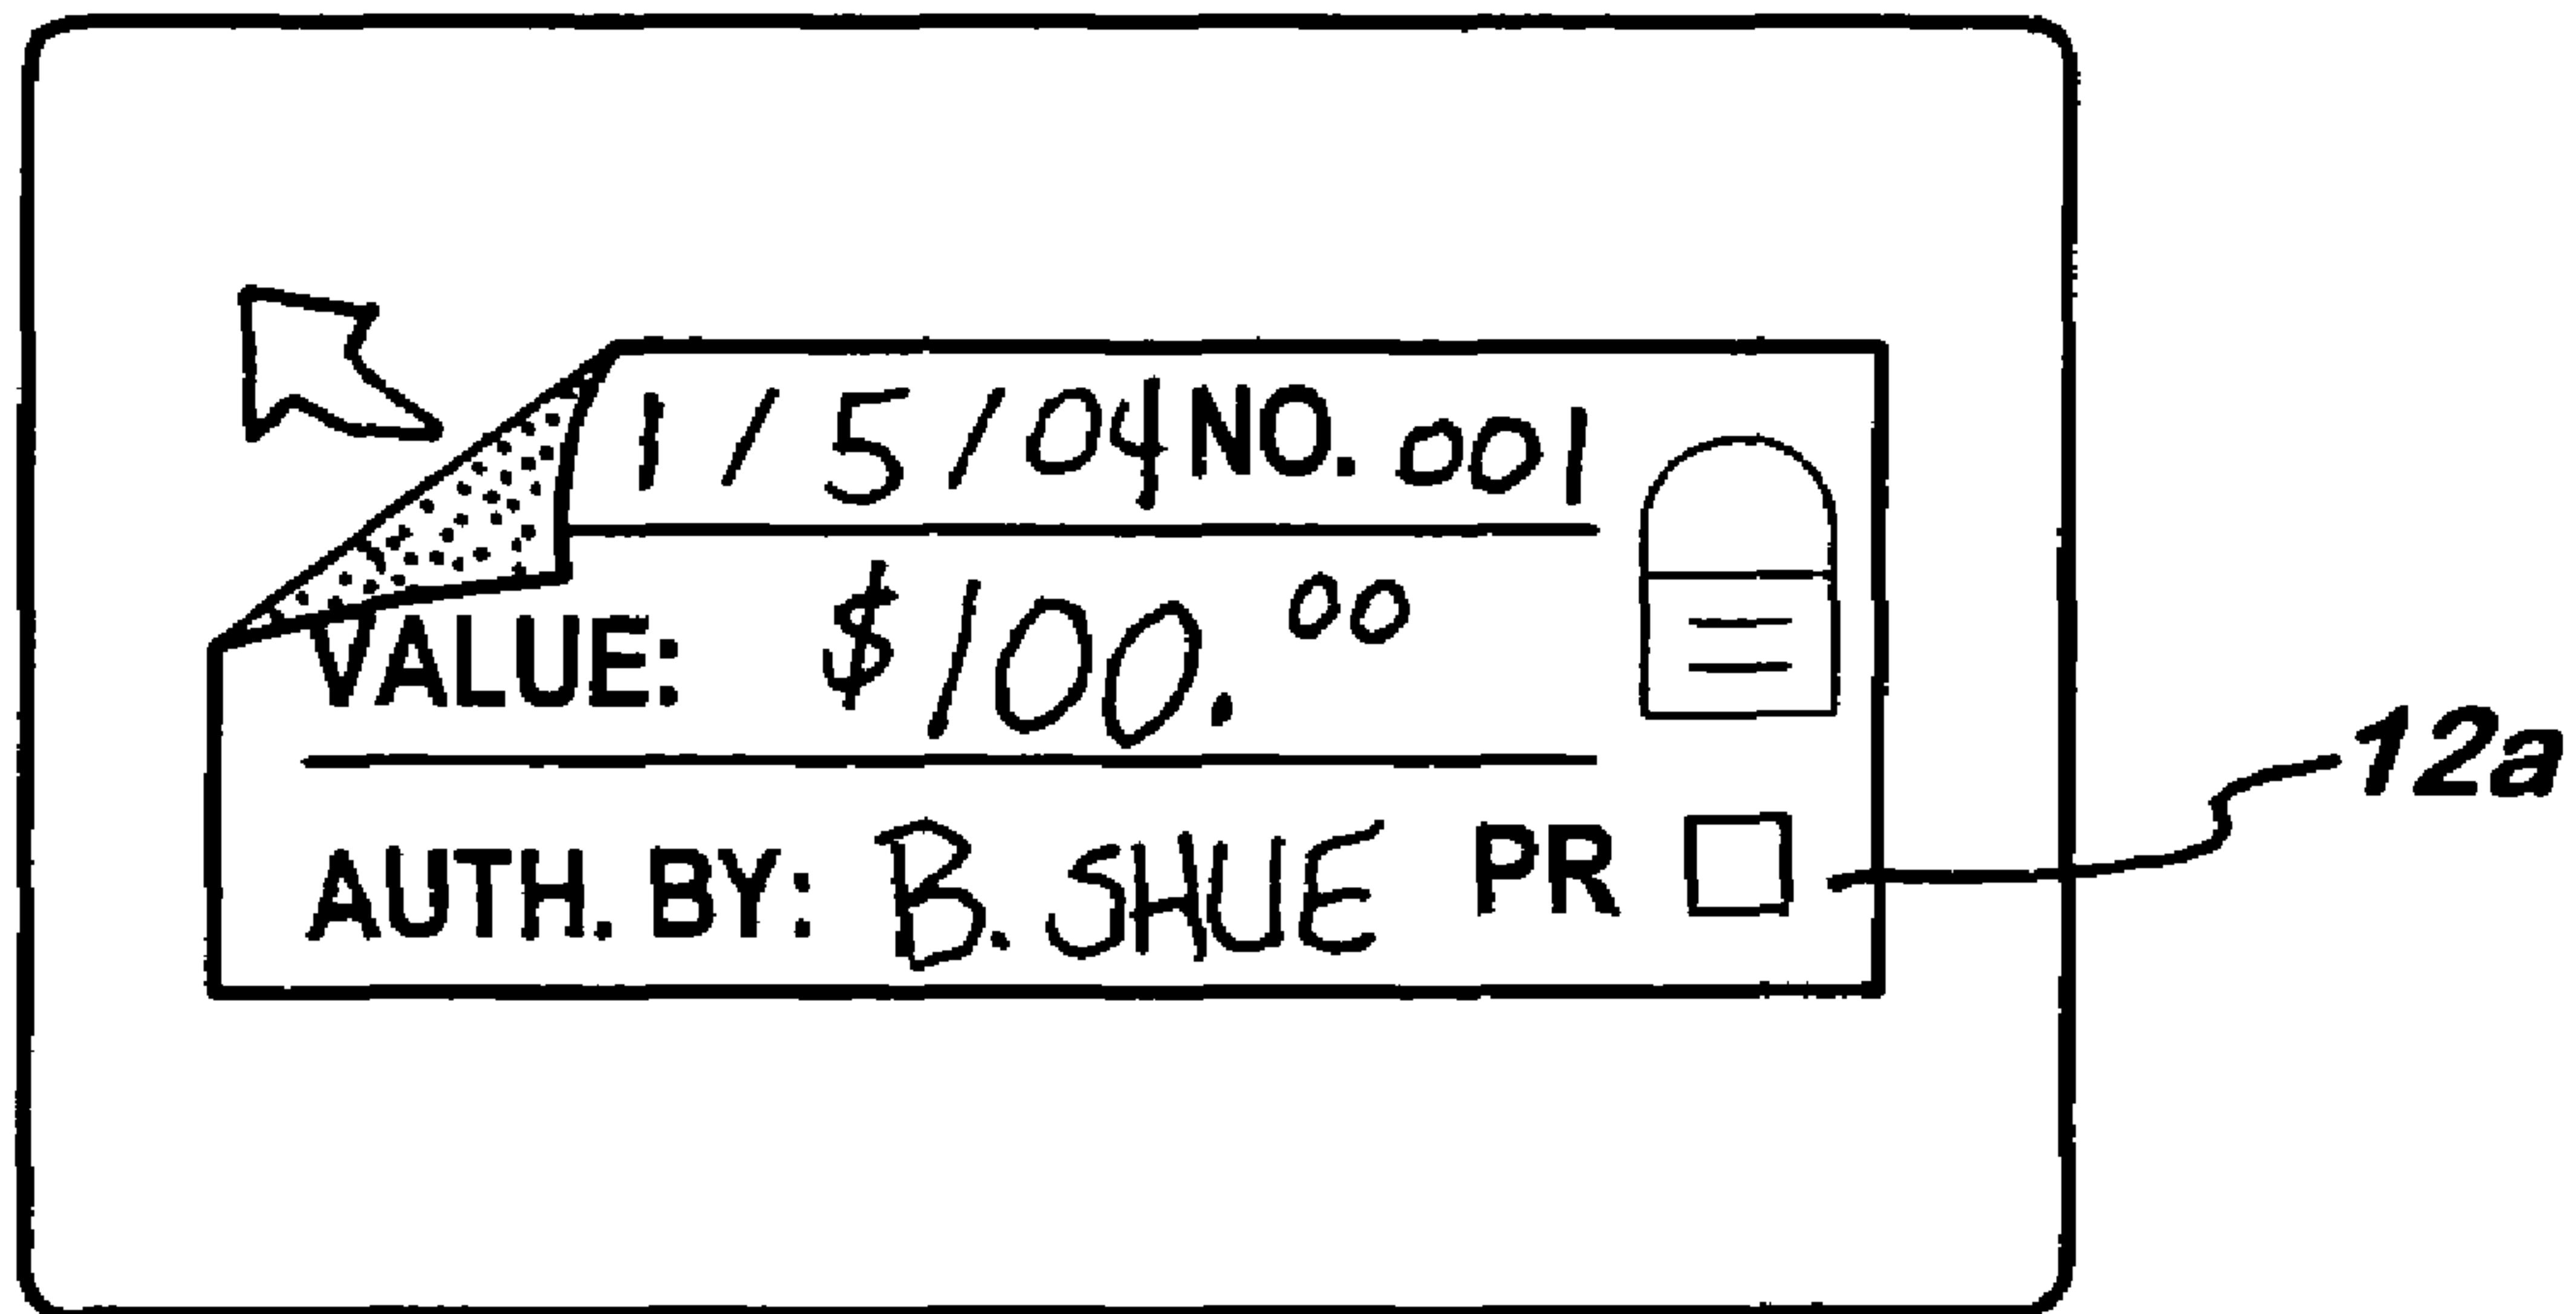 1/5/04 NO. 001
VALUE: $100.00
AUTH. BY: B. SHUE PR
12a